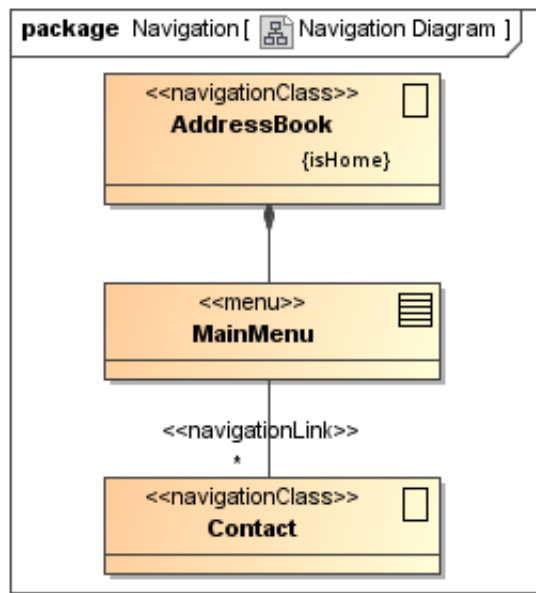 package Navigation [ Navigation Diagram ]
<<navigationClass>>
AddressBook
{isHome}
<<menu>>
MainMenu
<<navigationLink>>
*
<<navigationClass>>
Contact